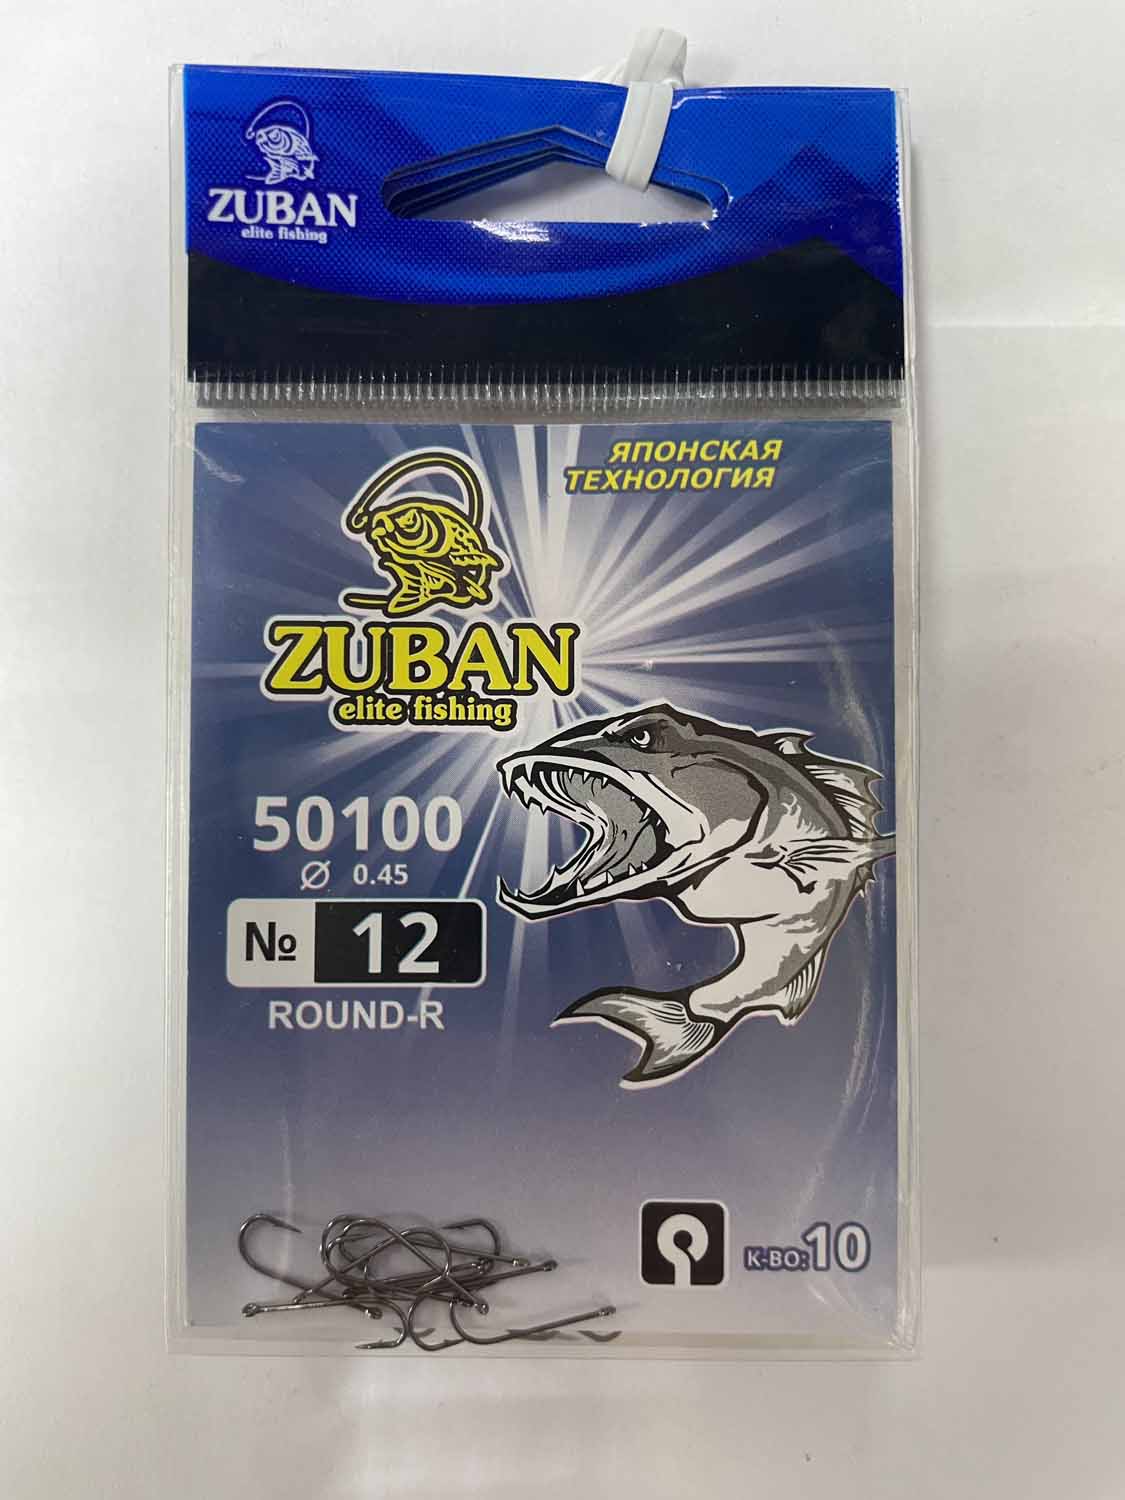 ZUBAN
elite fishing
ЯПОНСКАЯ
ТЕХНОЛОГИЯ
ZUBAN
elite fishing
50100
Ø 0.45
№ 12
ROUND-R
К-ВО:10